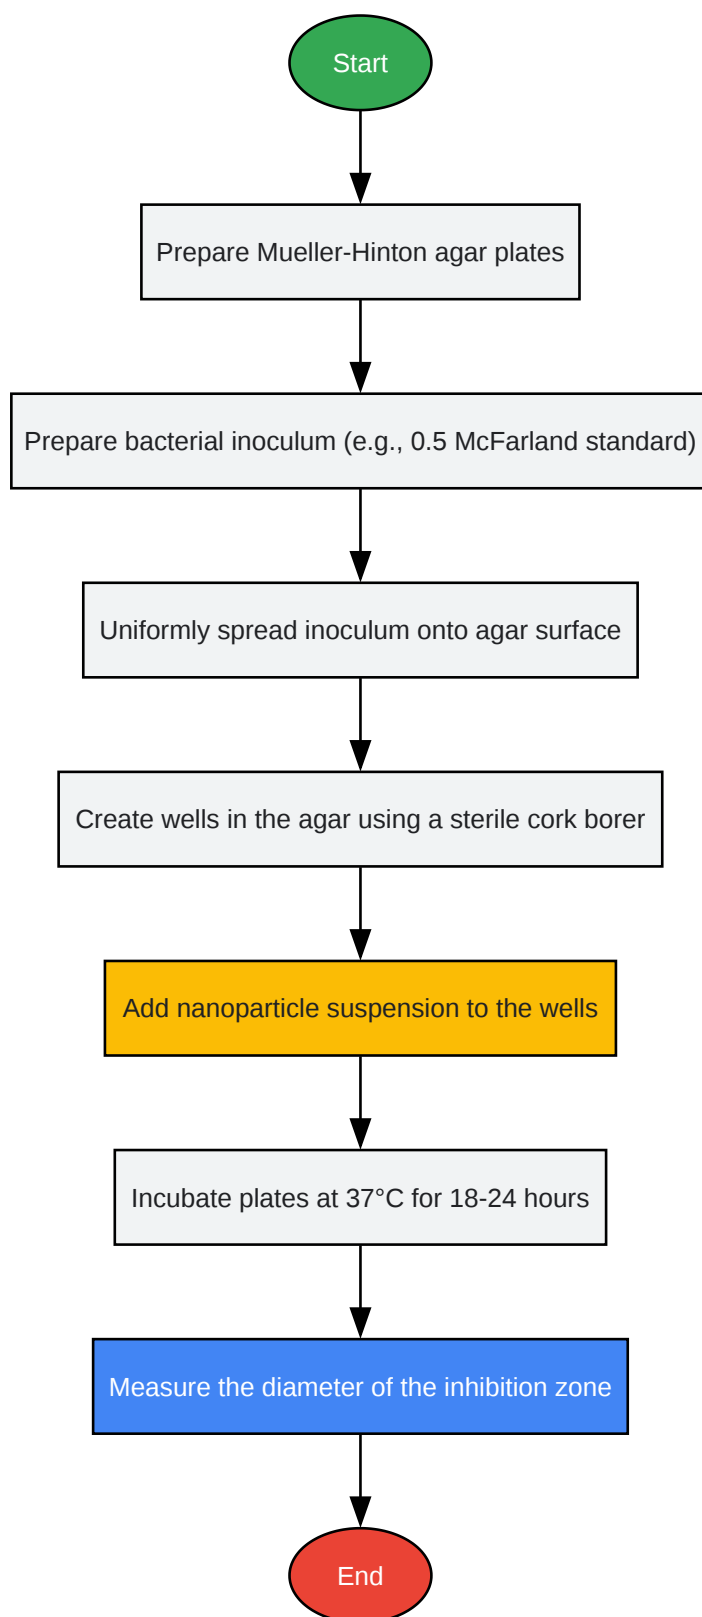 Start
Prepare Mueller-Hinton agar plates
Prepare bacterial inoculum (e.g., 0.5 McFarland standard)
Uniformly spread inoculum onto agar surface
Create wells in the agar using a sterile cork borer
Add nanoparticle suspension to the wells
Incubate plates at 37°C for 18-24 hours
Measure the diameter of the inhibition zone
End